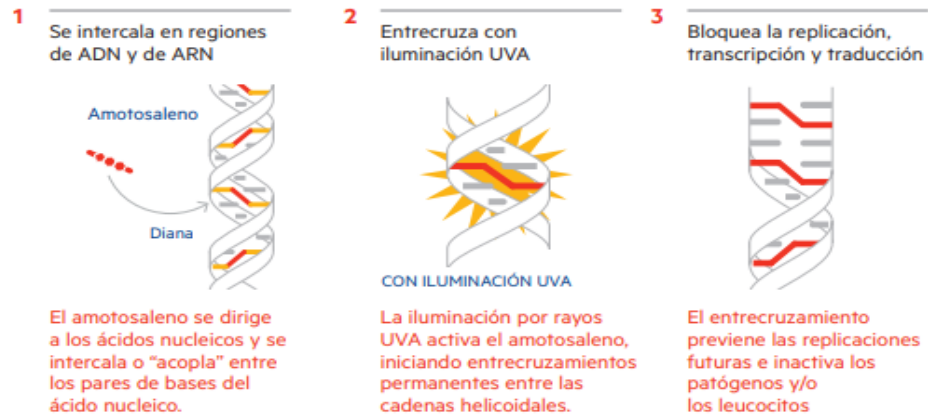 1
Se intercala en regiones
de ADN y de ARN
Amotosaleno
Diana
El amotosaleno se dirige
a los ácidos nucleicos y se
intercala o “acopla” entre
los pares de bases del
ácido nucleico.
2
Entrecruza con
iluminación UVA
CON ILUMINACIÓN UVA
La iluminación por rayos
UVA activa el amotosaleno,
iniciando entrecruzamientos
permanentes entre las
cadenas helicoidales.
3
Bloquea la replicación,
transcripción y traducción
El entrecruzamiento
previene las replicaciones
futuras e inactiva los
patógenos y/o
los leucocitos